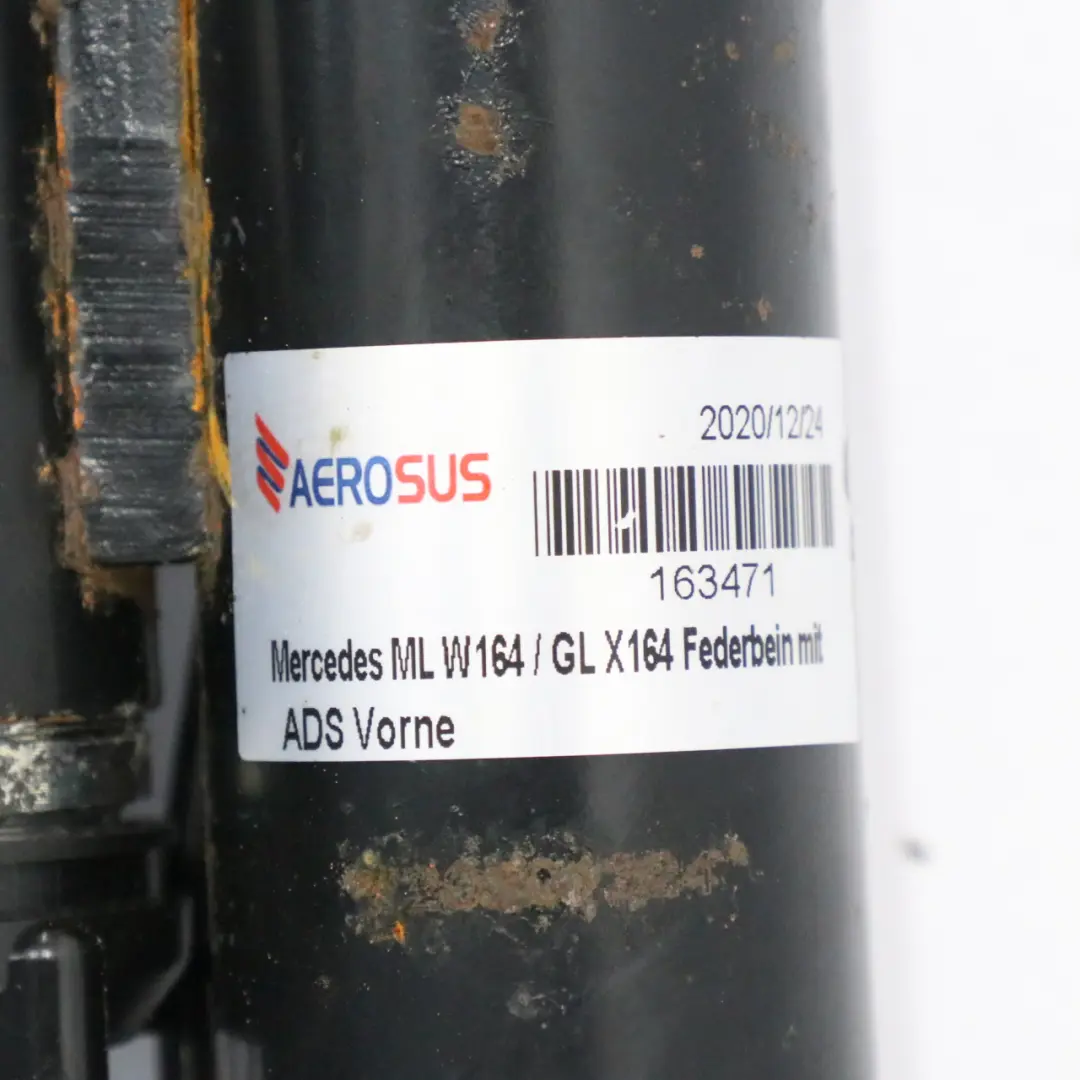 2020/12/24
AEROSUS
163471
Mercedes ML W164 / GL X164 Federbein mit
ADS Vorne